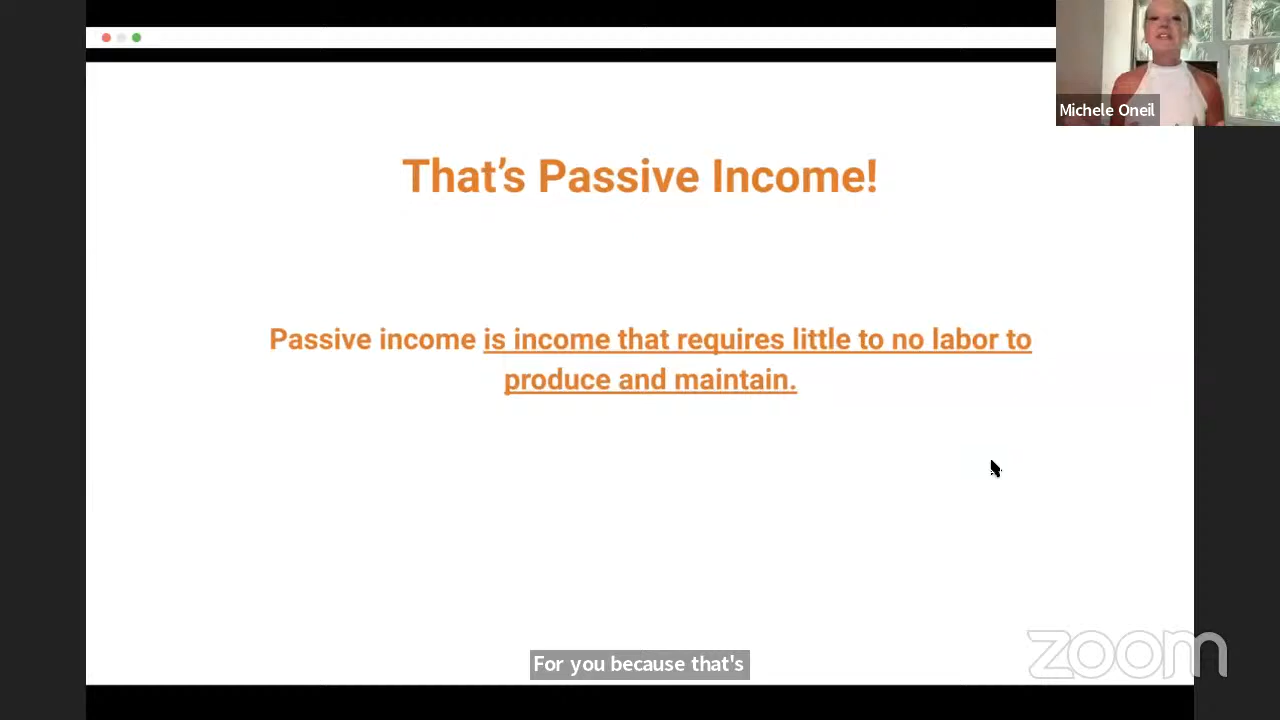 Michele Oneil
That's Passive Income!
Passive income is income that requires little to no labor to
produce and maintain.
For you because that's
zoom